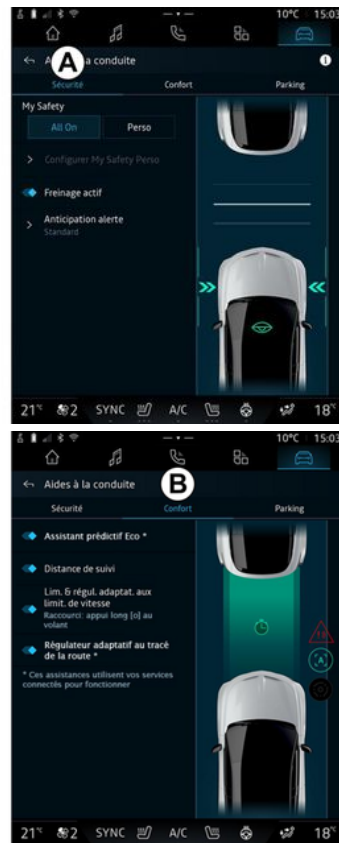 10°C 15:03
A la conduite
Sécurité Confort Parking
My Safety
All On Perso
Configurer My Safety Perso
Freinage actif
Anticipation alerte
Standard
21°C 2 SYNC A/C 18°C
10°C 15:03
Aides à la conduite B
Sécurité Confort Parking
Assistant prédictif Eco *
Distance de suivi
Lim. & régul. adaptat. aux
limit. de vitesse
Raccourci: appui long [o] au
volant
Régulateur adaptatif au tracé
de la route *
* Ces assistances utilisent vos services
connectés pour fonctionner
A
21°C 2 SYNC A/C 18°C